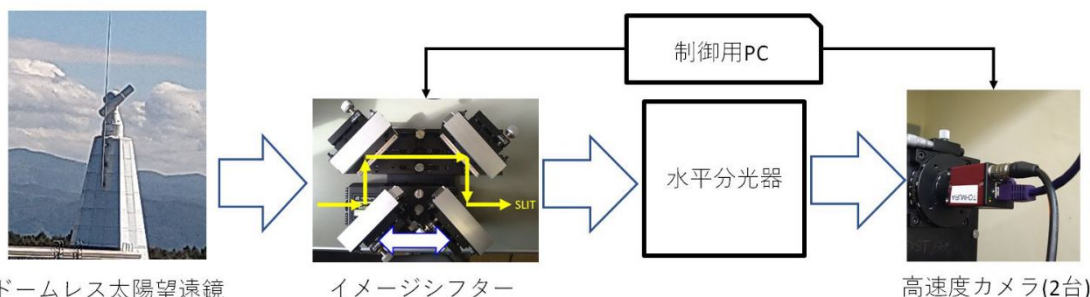 制御用PC
SLIT
水平分光器
TOHMURA
ドームレス太陽望遠鏡
イメージシフター
高速度カメラ(2台)